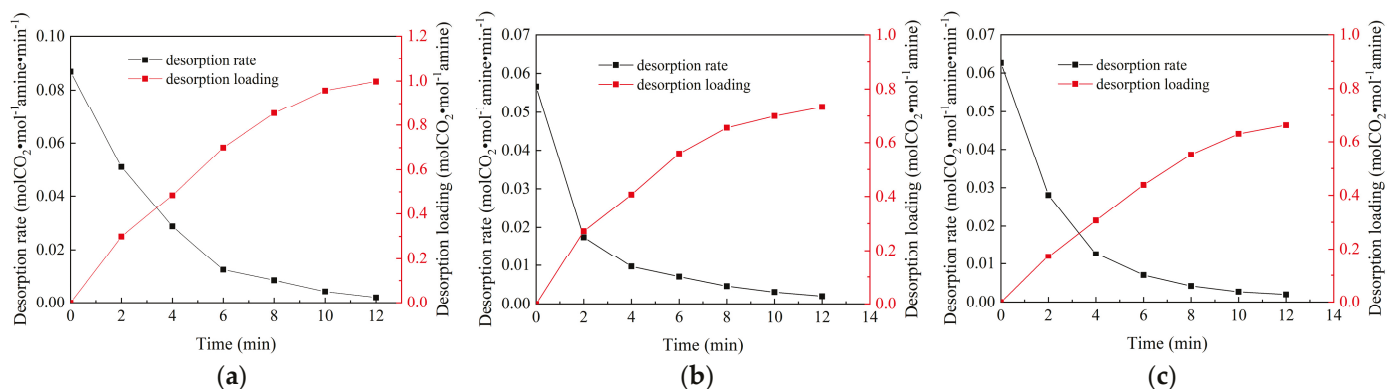 Desorption rate (molCO₂•mol⁻¹amine•min⁻¹)
0.10
0.08
0.06
0.04
0.02
0.00
desorption rate
desorption loading
1.2
1.0
0.8
0.6
0.4
0.2
0.0
Desorption loading (molCO₂•mol⁻¹amine)
0 2 4 6 8 10 12
Time (min)
(a)
Desorption rate (molCO₂•mol⁻¹amine•min⁻¹)
0.07
0.06
0.05
0.04
0.03
0.02
0.01
0.00
desorption rate
desorption loading
1.0
0.8
0.6
0.4
0.2
0.0
Desorption loading (molCO₂•mol⁻¹amine)
0 2 4 6 8 10 12 14
Time (min)
(b)
Desorption rate (molCO₂•mol⁻¹amine•min⁻¹)
0.07
0.06
0.05
0.04
0.03
0.02
0.01
0.00
desorption rate
desorption loading
1.0
0.8
0.6
0.4
0.2
0.0
Desorption loading (molCO₂•mol⁻¹amine)
0 2 4 6 8 10 12 14
Time (min)
(c)